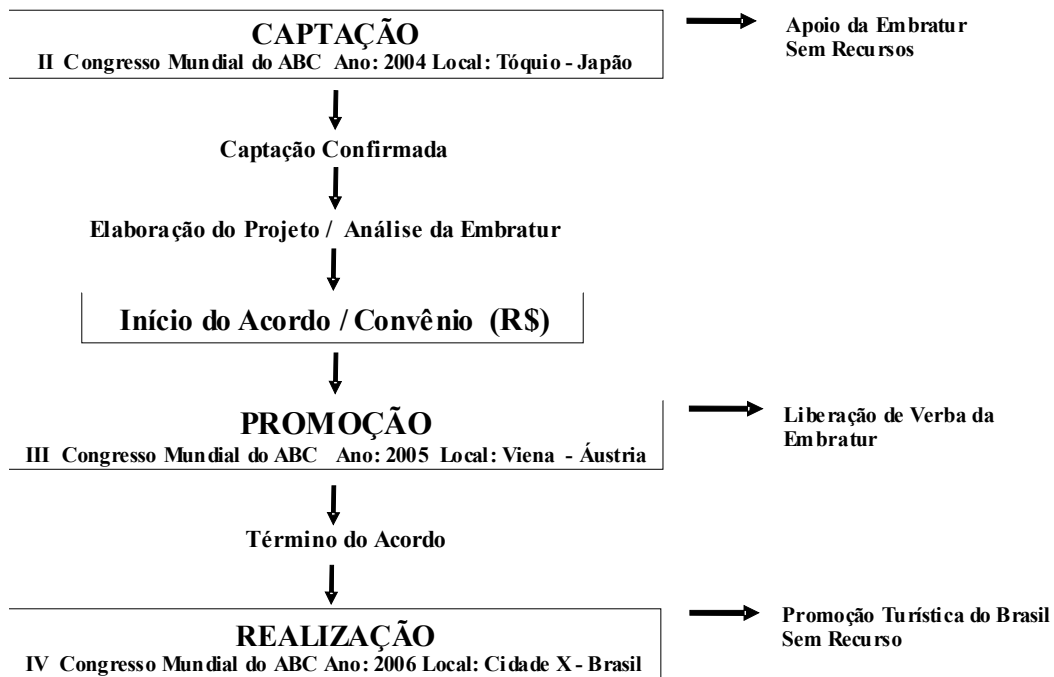 CAPTAÇÃO
II Congresso Mundial do ABC Ano: 2004 Local: Tóquio - Japão
Apoio da Embratur
Sem Recursos
Captação Confirmada
Elaboração do Projeto / Análise da Embratur
Início do Acordo / Convênio (R$)
PROMOÇÃO
III Congresso Mundial do ABC Ano: 2005 Local: Viena - Áustria
Liberação de Verba da
Embratur
Término do Acordo
REALIZAÇÃO
IV Congresso Mundial do ABC Ano: 2006 Local: Cidade X - Brasil
Promoção Turística do Brasil
Sem Recurso